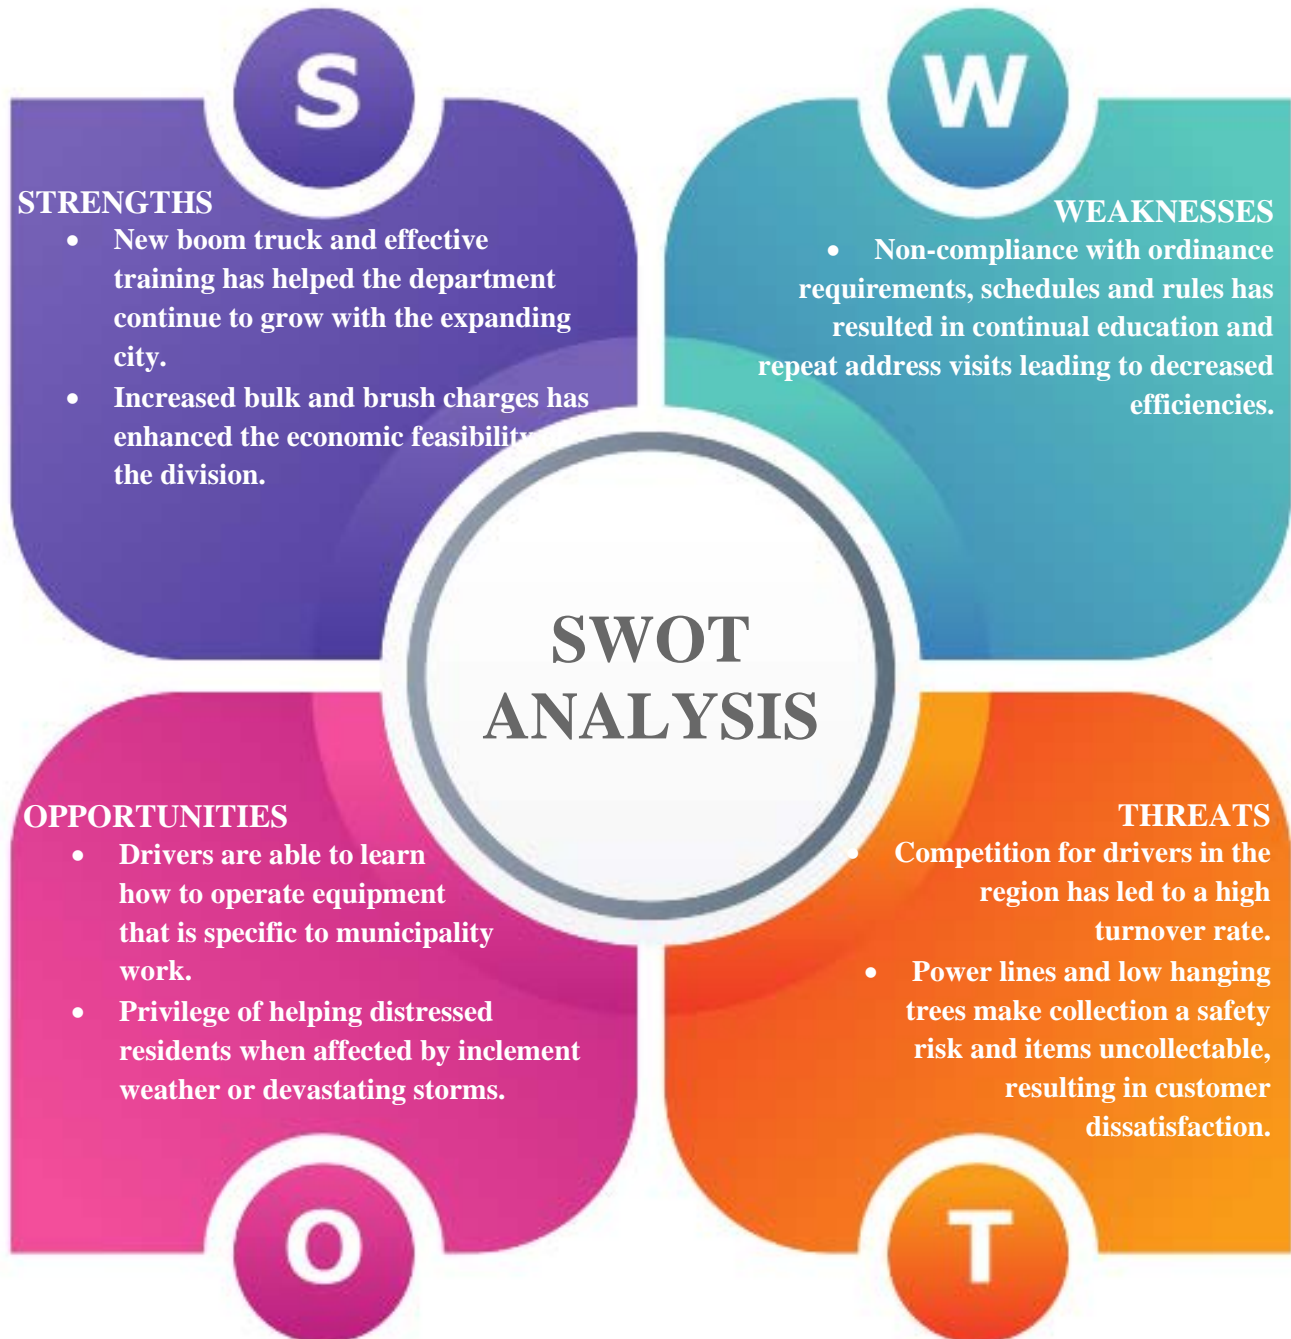 S
STRENGTHS
• New boom truck and effective
training has helped the department
continue to grow with the expanding
city.
• Increased bulk and brush charges has
enhanced the economic feasibility
the division.
W
WEAKNESSES
• Non-compliance with ordinance
requirements, schedules and rules has
resulted in continual education and
repeat address visits leading to decreased
efficiencies.
SWOT
ANALYSIS
OPPORTUNITIES
• Drivers are able to learn
how to operate equipment
that is specific to municipality
work.
• Privilege of helping distressed
residents when affected by inclement
weather or devastating storms.
O
THREATS
• Competition for drivers in the
region has led to a high
turnover rate.
• Power lines and low hanging
trees make collection a safety
risk and items uncollectable,
resulting in customer
dissatisfaction.
T